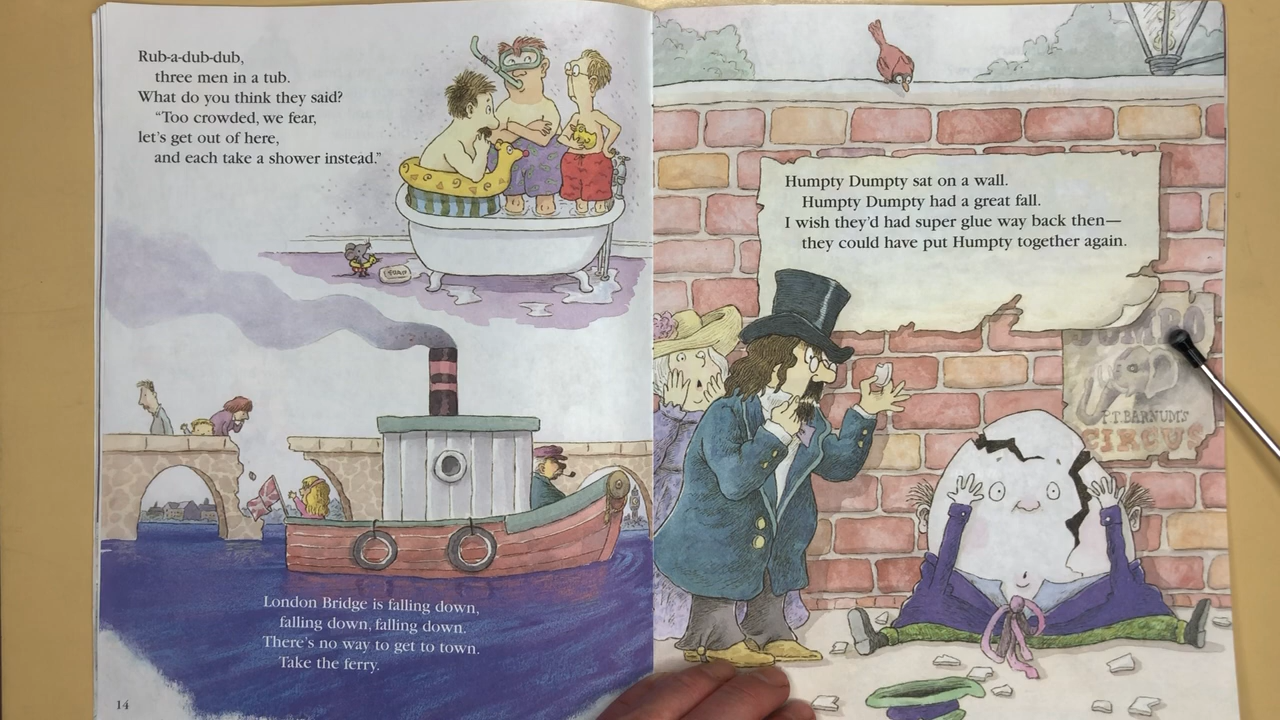 Rub-a-dub-dub,
three men in a tub.
What do you think they said?
"Too crowded, we fear,
let's get out of here,
and each take a shower instead."
London Bridge is falling down,
falling down, falling down.
There's no way to get to town.
Take the ferry.
14
Humpty Dumpty sat on a wall.
Humpty Dumpty had a great fall.
I wish they'd had super glue way back then—
they could have put Humpty together again.
JUMBO
P.T. BARNUM'S
CIRCUS